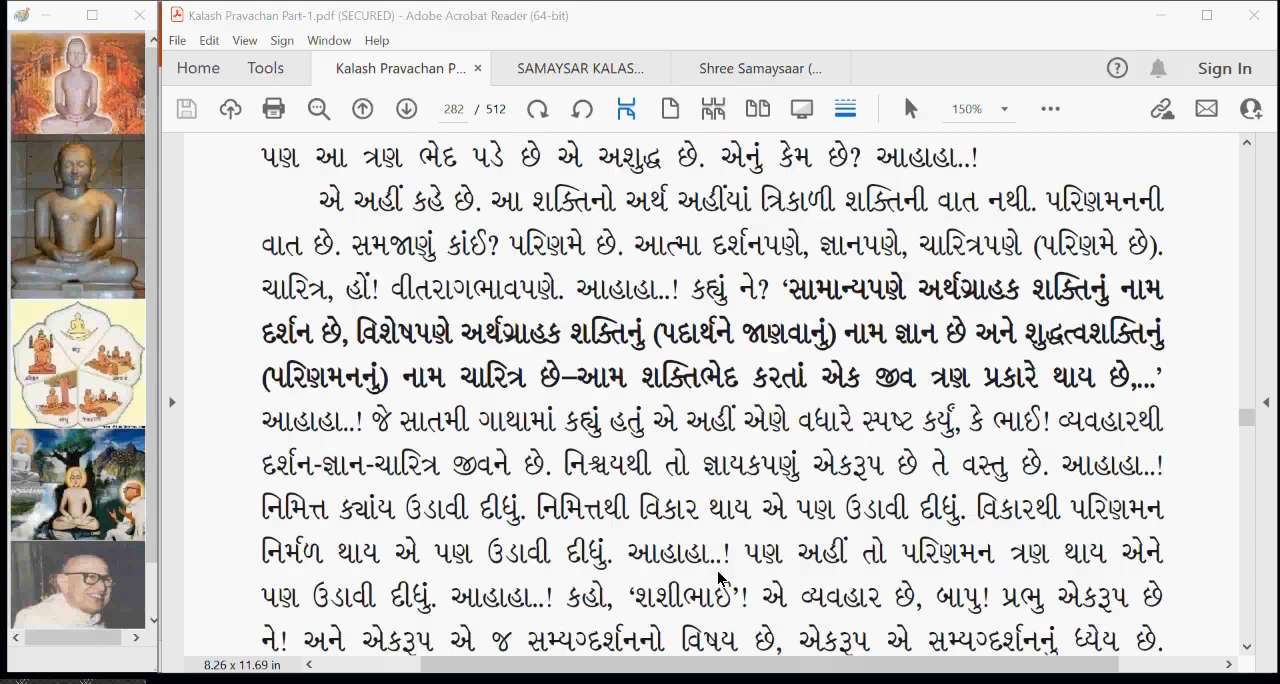 Kalash Pravachan Part-1.pdf (SECURED) - Adobe Acrobat Reader (64-bit)
File Edit View Sign Window Help
Home Tools Kalash Pravachan P... × SAMAYSAR KALAS... Shree Samaysaar (... Sign In
282 / 512 150%
પણ આ ત્રણ ભેદ પડે છે એ અશુદ્ધ છે. એનું કેમ છે? આહાહા..!
એ અહીં કહે છે. આ શક્તિનો અર્થ અહીંયાં ત્રિકાળી શક્તિની વાત નથી. પરિણમનની
વાત છે. સમજાણું કાંઈ? પરિણમે છે. આત્મા દર્શનપણે, જ્ઞાનપણે, ચારિત્રપણે (પરિણમે છે).
ચારિત્ર, હોં! વીતરાગભાવપણે. આહાહા..! કહ્યું ને? ‘સામાન્યપણે અર્થગ્રાહક શક્તિનું નામ
દર્શન છે, વિશેષપણે અર્થગ્રાહક શક્તિનું (પદાર્થને જાણવાનું) નામ જ્ઞાન છે અને શુદ્ધત્વશક્તિનું
(પરિણમનનું) નામ ચારિત્ર છે–આમ શક્તિભેદ કરતાં એક જીવ ત્રણ પ્રકારે થાય છે,...’
આહાહા..! જે સાતમી ગાથામાં કહ્યું હતું એ અહીં એણે વધારે સ્પષ્ટ કર્યું, કે ભાઈ! વ્યવહારથી
દર્શન-જ્ઞાન-ચારિત્ર જીવને છે. નિશ્ચયથી તો જ્ઞાયકપણું એકરૂપ છે તે વસ્તુ છે. આહાહા..!
નિમિત્ત ક્યાંય ઉડાવી દીધું. નિમિત્તથી વિકાર થાય એ પણ ઉડાવી દીધું. વિકારથી પરિણમન
નિર્મળ થાય એ પણ ઉડાવી દીધું. આહાહા..! પણ અહીં તો પરિણમન ત્રણ થાય એને
પણ ઉડાવી દીધું. આહાહા..! કહો, ‘શશીભાઈ’! એ વ્યવહાર છે, બાપુ! પ્રભુ એકરૂપ છે
ને! અને એકરૂપ એ જ સમ્યગ્દર્શનનો વિષય છે, એકરૂપ એ સમ્યગ્દર્શનનું ધ્યેય છે.
8.26 x 11.69 in